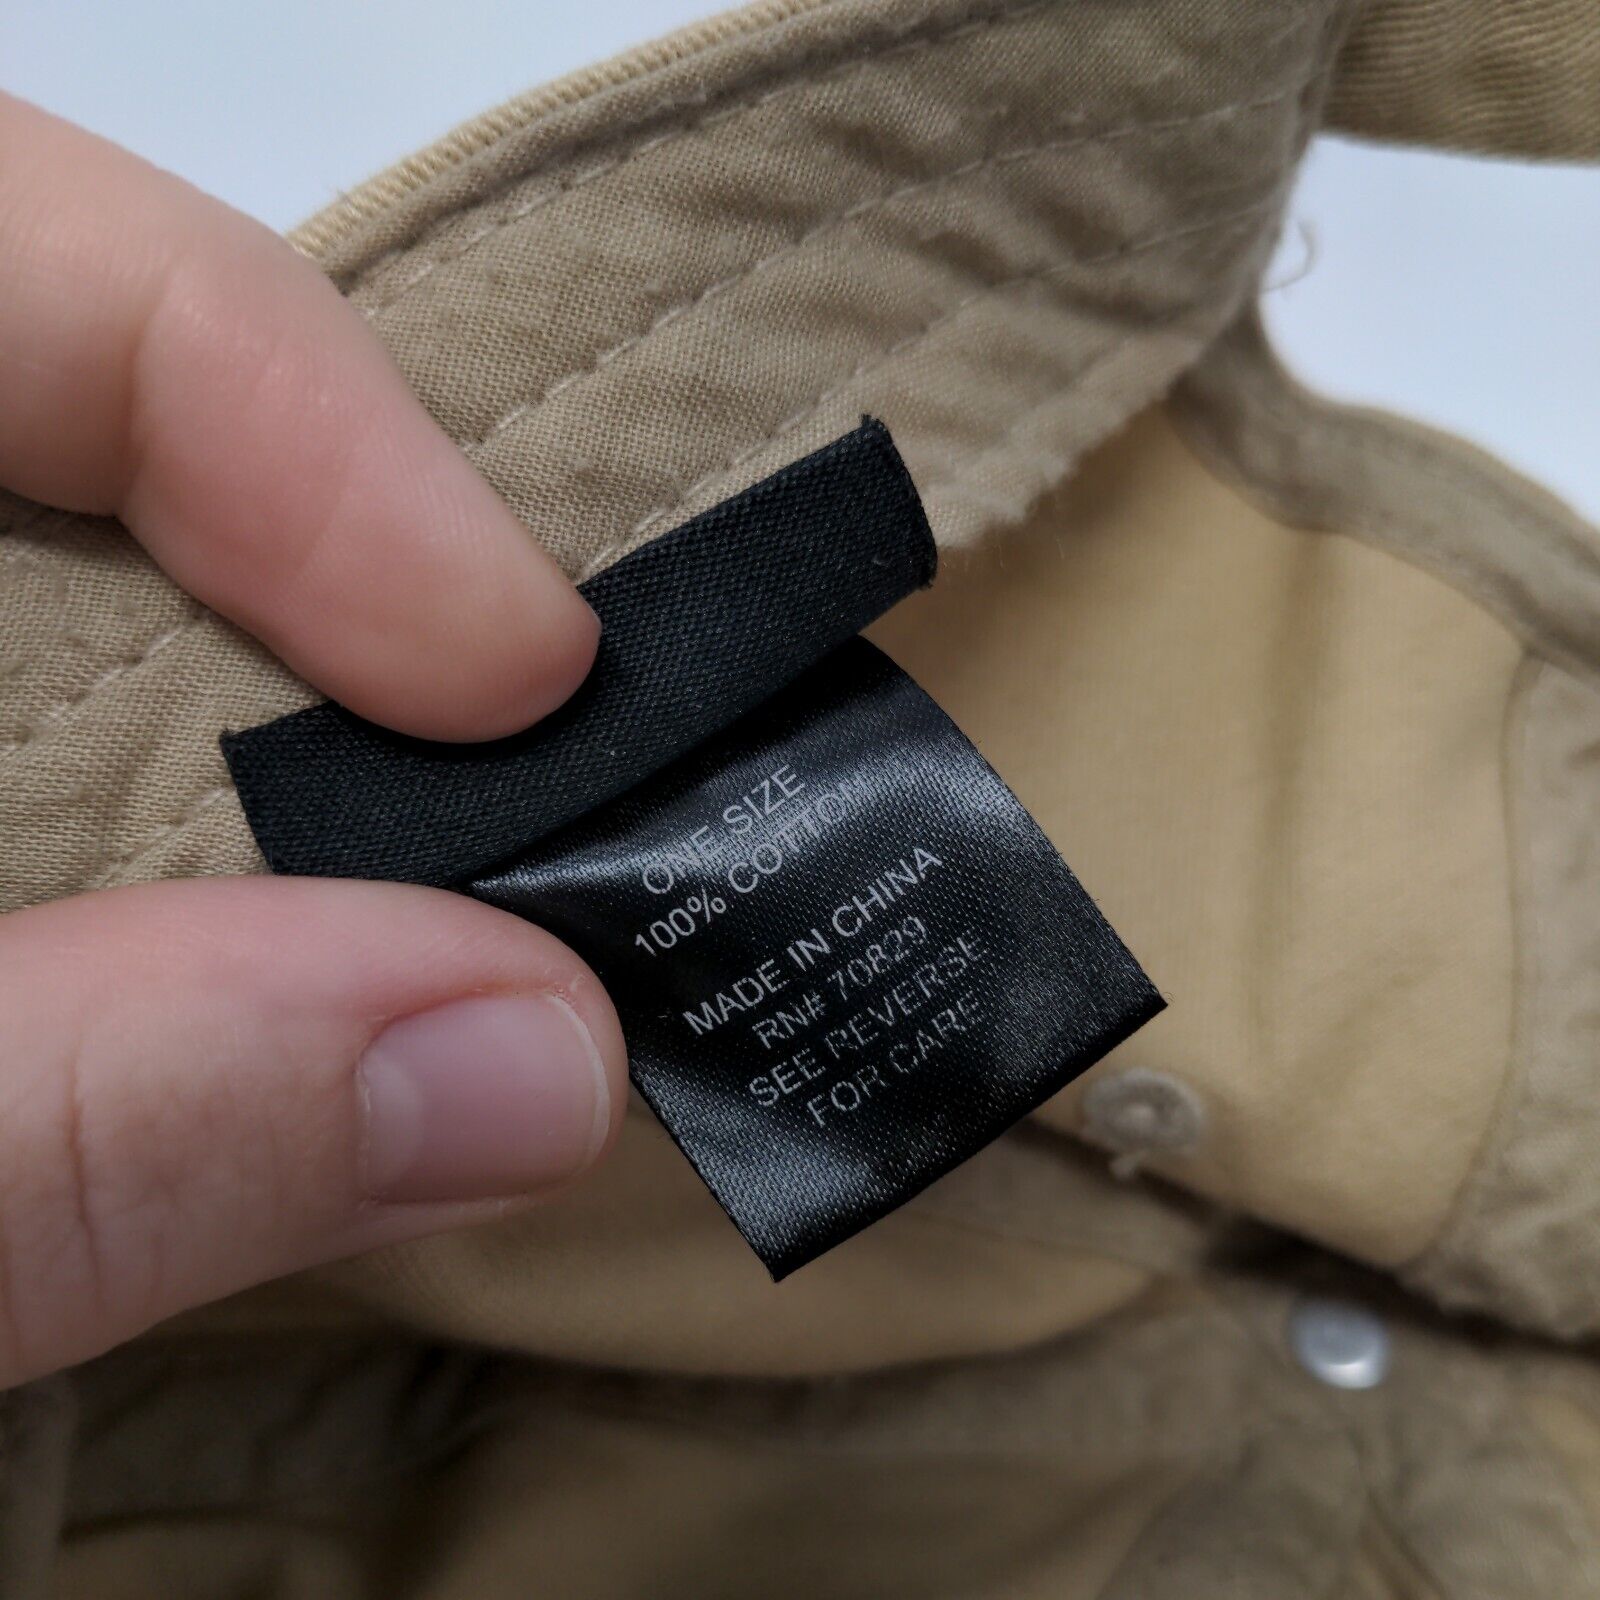 ONE SIZE
100% COTTON
MADE IN CHINA
RN# 70829
SEE REVERSE
FOR CARE